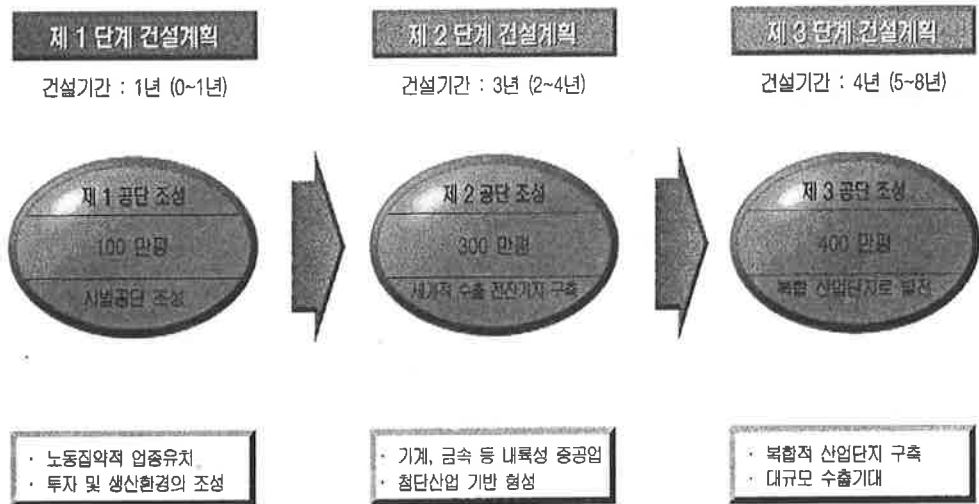 제 1 단계 건설계획
건설기간 : 1년 (0~1년)
제 1 공단 조성
100 만평
시범공단 조성
· 노동집약적 업종유치
· 투자 및 생산환경의 조성
제 2 단계 건설계획
건설기간 : 3년 (2~4년)
제 2 공단 조성
300 만평
세계적 수출 전진기지 구축
· 기계, 금속 등 내륙성 중공업
· 첨단산업 기반 형성
제 3 단계 건설계획
건설기간 : 4년 (5~8년)
제 3 공단 조성
400 만평
복합 산업단지로 발전
· 복합적 산업단지 구축
· 대규모 수출기대